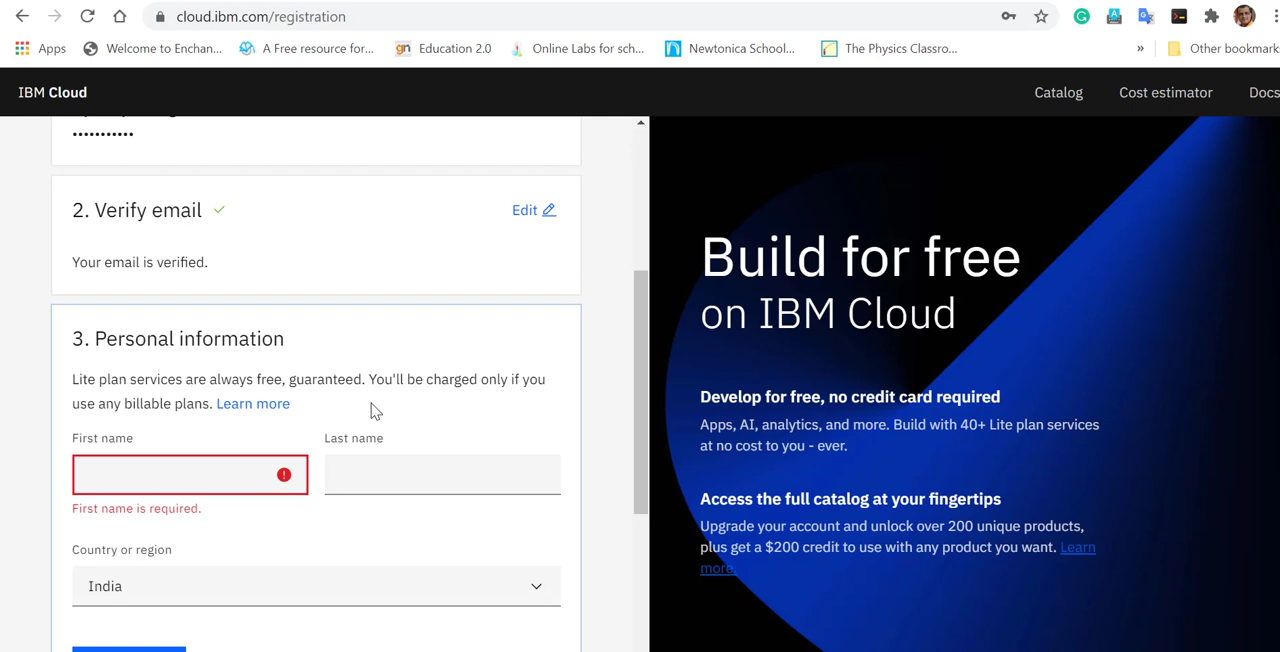 cloud.ibm.com/registration
Apps Welcome to Enchan... A Free resource for... gn Education 2.0 Online Labs for sch... Newtonica School... The Physics Classro... » Other bookmark
IBM Cloud Catalog Cost estimator Docs
•••••••••••
2. Verify email Edit
Your email is verified.
3. Personal information
Lite plan services are always free, guaranteed. You'll be charged only if you
use any billable plans. Learn more
First name Last name
First name is required.
Country or region
India
Build for free
on IBM Cloud
Develop for free, no credit card required
Apps, AI, analytics, and more. Build with 40+ Lite plan services
at no cost to you - ever.
Access the full catalog at your fingertips
Upgrade your account and unlock over 200 unique products,
plus get a $200 credit to use with any product you want. Learn
more.